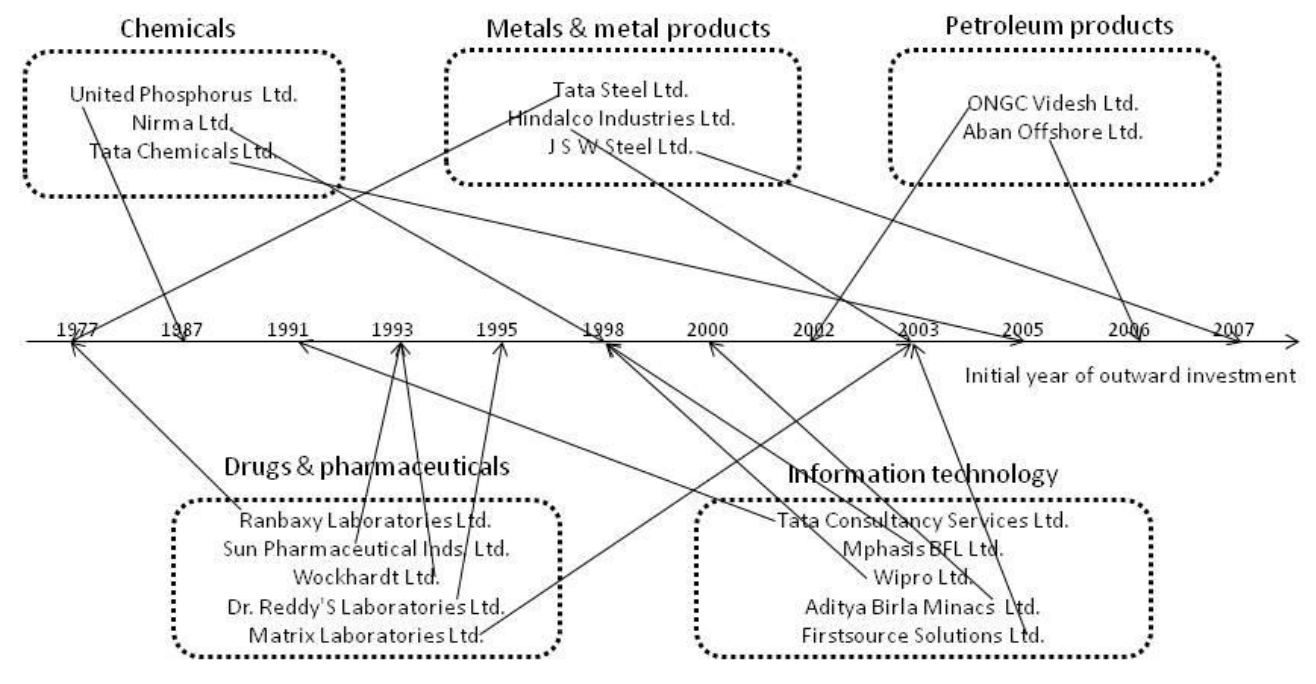 Chemicals
United Phosphorus Ltd.
Nirma Ltd.
Tata Chemicals Ltd.
Metals & metal products
Tata Steel Ltd.
Hindalco Industries Ltd.
J S W Steel Ltd.
Petroleum products
ONGC Videsh Ltd.
Aban Offshore Ltd.
1977 1987 1991 1993 1995 1998 2000 2002 2003 2005 2006 2007
Initial year of outward investment
Drugs & pharmaceuticals
Ranbaxy Laboratories Ltd.
Sun Pharmaceutical Inds. Ltd.
Wockhardt Ltd.
Dr. Reddy'S Laboratories Ltd.
Matrix Laboratories Ltd.
Information technology
Tata Consultancy Services Ltd.
Mphasis BFL Ltd.
Wipro Ltd.
Aditya Birla Minacs Ltd.
Firstsource Solutions Ltd.